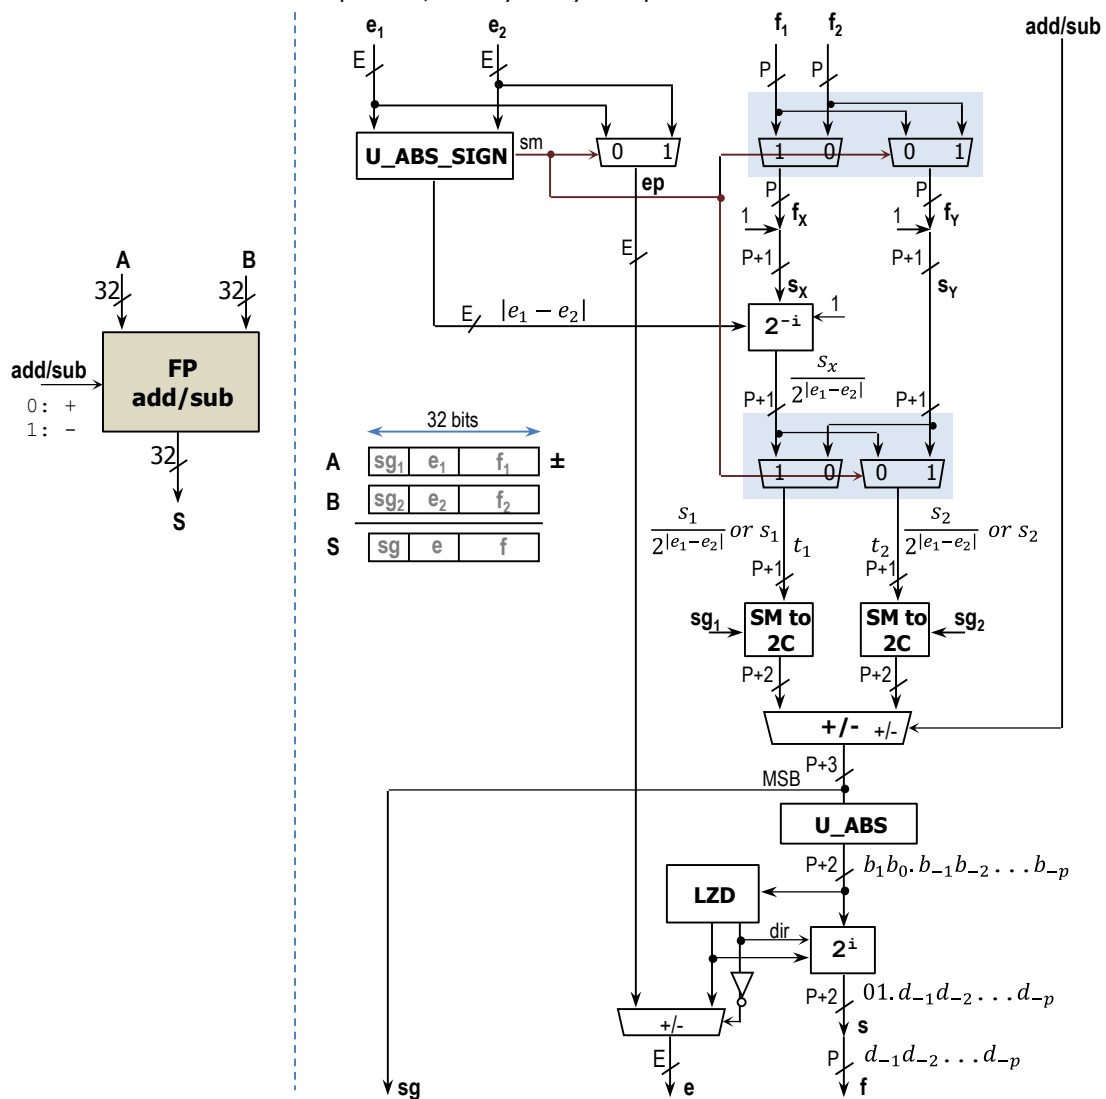 e1 e2 f1 f2 add/sub
E E P P
U_ABS_SIGN sm 0 1 1 0 0 1
ep P P
fX fY
1 1
E P+1 P+1
sX sY
A B
32 32
E |e1 − e2| 2^-i 1
add/sub FP add/sub
0: +
1: −
sx / 2^|e1−e2|
P+1 P+1
32 bits
32
S
A sg1 e1 f1 ±
B sg2 e2 f2
S sg e f
1 0 0 1
s1 / 2^|e1−e2| or s1 t1 t2 s2 / 2^|e1−e2| or s2
P+1 P+1
sg1 SM to 2C SM to 2C sg2
P+2 P+2
+/- +/-
P+3
MSB
U_ABS
P+2 b1b0.b−1b−2...b−p
LZD
dir 2^i
P+2 01.d−1d−2...d−p
s
+/-
E P d−1d−2...d−p
sg e f